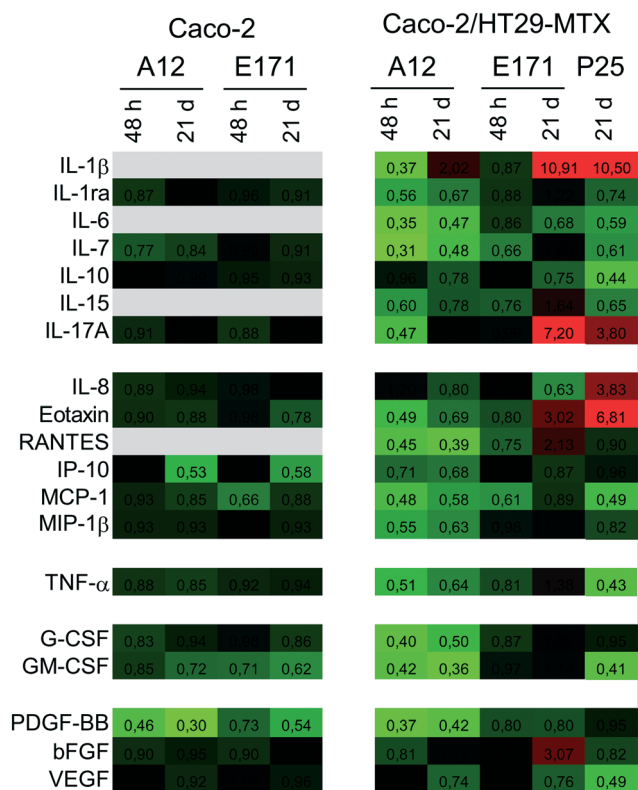 Caco-2 Caco-2/HT29-MTX
A12 E171 A12 E171 P25
48 h 21 d 48 h 21 d 48 h 21 d 48 h 21 d 21 d
IL-1β 0,37 2,02 0,87 10,91 10,50
IL-1ra 0,87 0,96 0,91 0,56 0,67 0,88 0,74
IL-6 0,35 0,47 0,86 0,68 0,59
IL-7 0,77 0,84 0,91 0,31 0,48 0,66 0,61
IL-10 0,95 0,93 0,96 0,78 0,75 0,44
IL-15 0,60 0,78 0,76 1,64 0,65
IL-17A 0,91 0,88 0,47 7,20 3,80
IL-8 0,89 0,94 0,98 0,80 0,63 3,83
Eotaxin 0,90 0,88 0,98 0,78 0,49 0,69 0,80 3,02 6,81
RANTES 0,45 0,39 0,75 2,13 0,90
IP-10 0,53 0,58 0,71 0,68 0,87 0,96
MCP-1 0,93 0,85 0,66 0,88 0,48 0,58 0,61 0,89 0,49
MIP-1β 0,93 0,93 0,93 0,55 0,63 0,98 0,82
TNF-α 0,88 0,85 0,92 0,94 0,51 0,64 0,81 1,38 0,43
G-CSF 0,83 0,94 0,98 0,86 0,40 0,50 0,87 0,95
GM-CSF 0,85 0,72 0,71 0,62 0,42 0,36 0,97 0,41
PDGF-BB 0,46 0,30 0,73 0,54 0,37 0,42 0,80 0,80 0,95
bFGF 0,90 0,95 0,90 0,81 3,07 0,82
VEGF 0,92 0,96 0,74 0,76 0,49